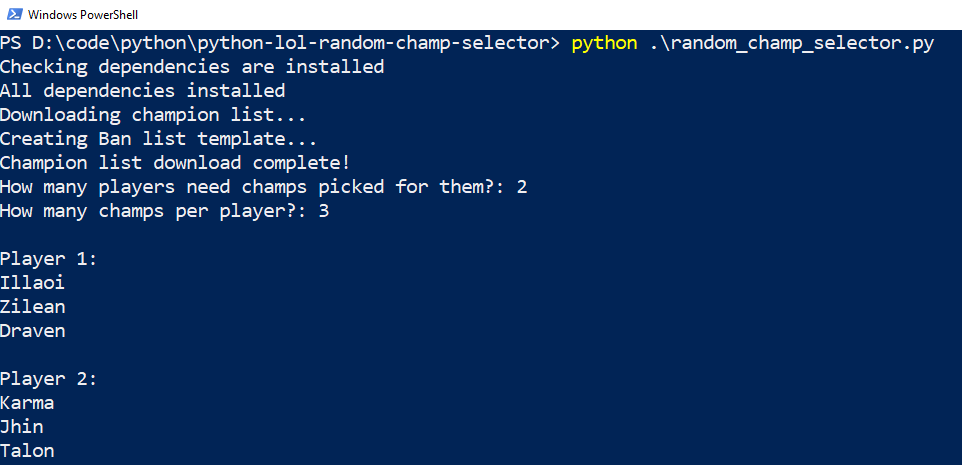 Windows PowerShell
PS D:\code\python\python-lol-random-champ-selector> python .\random_champ_selector.py
Checking dependencies are installed
All dependencies installed
Downloading champion list...
Creating Ban list template...
Champion list download complete!
How many players need champs picked for them?: 2
How many champs per player?: 3
Player 1:
Illaoi
Zilean
Draven
Player 2:
Karma
Jhin
Talon